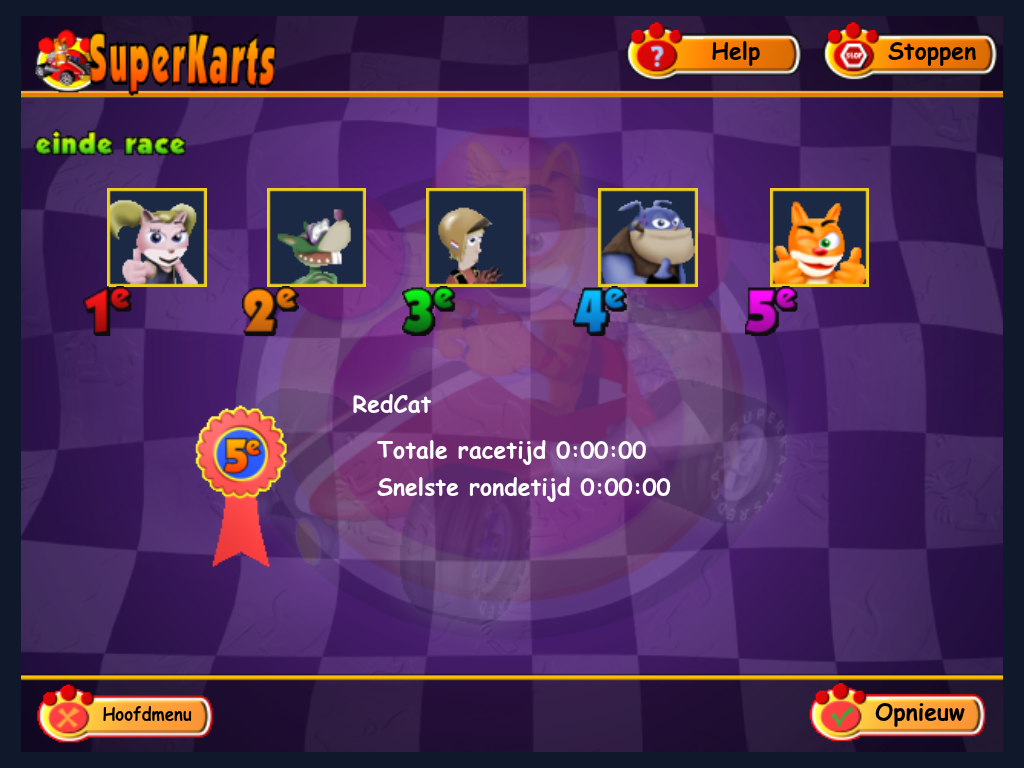 SuperKarts
Help
STOP
Stoppen
einde race
1e
2e
3e
4e
5e
RedCat
5e
Totale racetijd 0:00:00
Snelste rondetijd 0:00:00
Hoofdmenu
Opnieuw